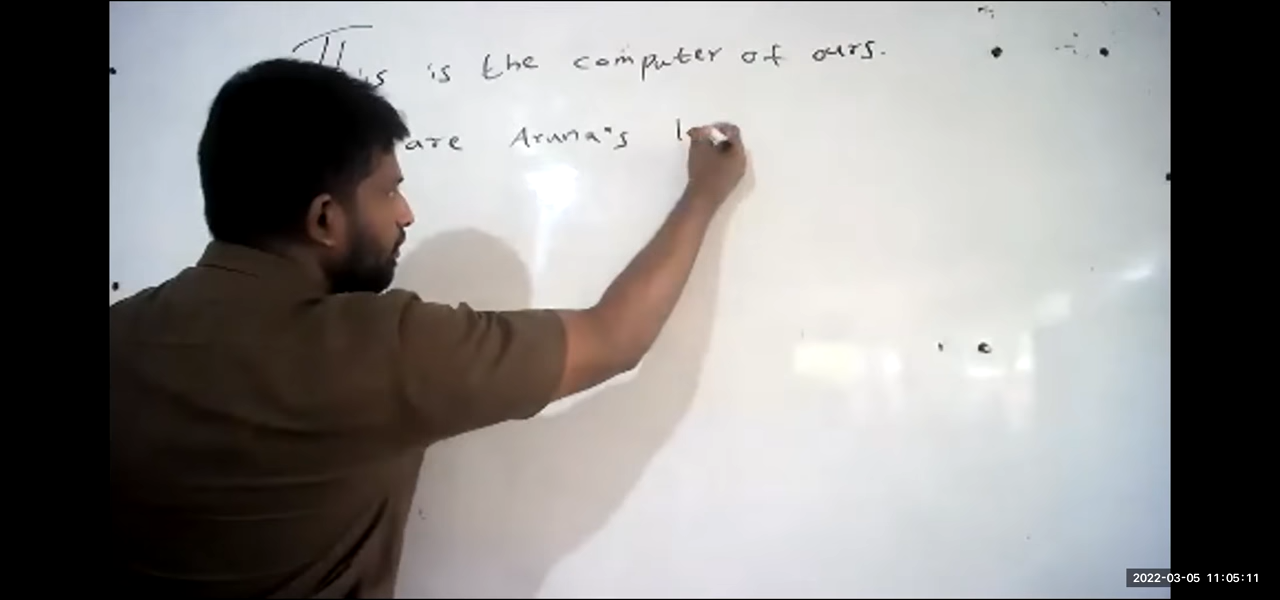 This is the computer of ours.
are Aruna's
2022-03-05 11:05:11